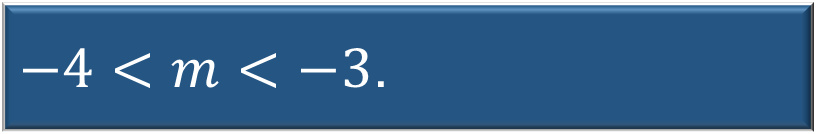 −4 < 𝑚 < −3.